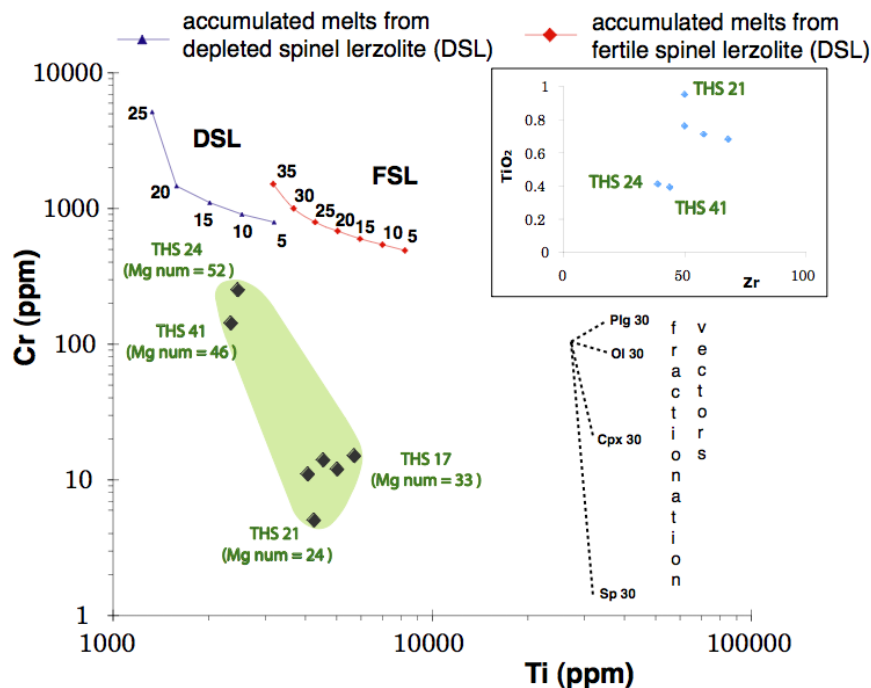 accumulated melts from
depleted spinel lerzolite (DSL)
accumulated melts from
fertile spinel lerzolite (DSL)
10000
1000
100
10
1
Cr (ppm)
1000
10000
100000
Ti (ppm)
DSL
25
20
15
10
5
FSL
35
30
25
20
15
10
5
THS 24
(Mg num = 52)
THS 41
(Mg num = 46)
THS 17
(Mg num = 33)
THS 21
(Mg num = 24)
1
0.8
0.6
0.4
0.2
0
TiO₂
0
50
100
Zr
THS 21
THS 24
THS 41
Plg 30
Ol 30
Cpx 30
Sp 30
fractionation
vectors